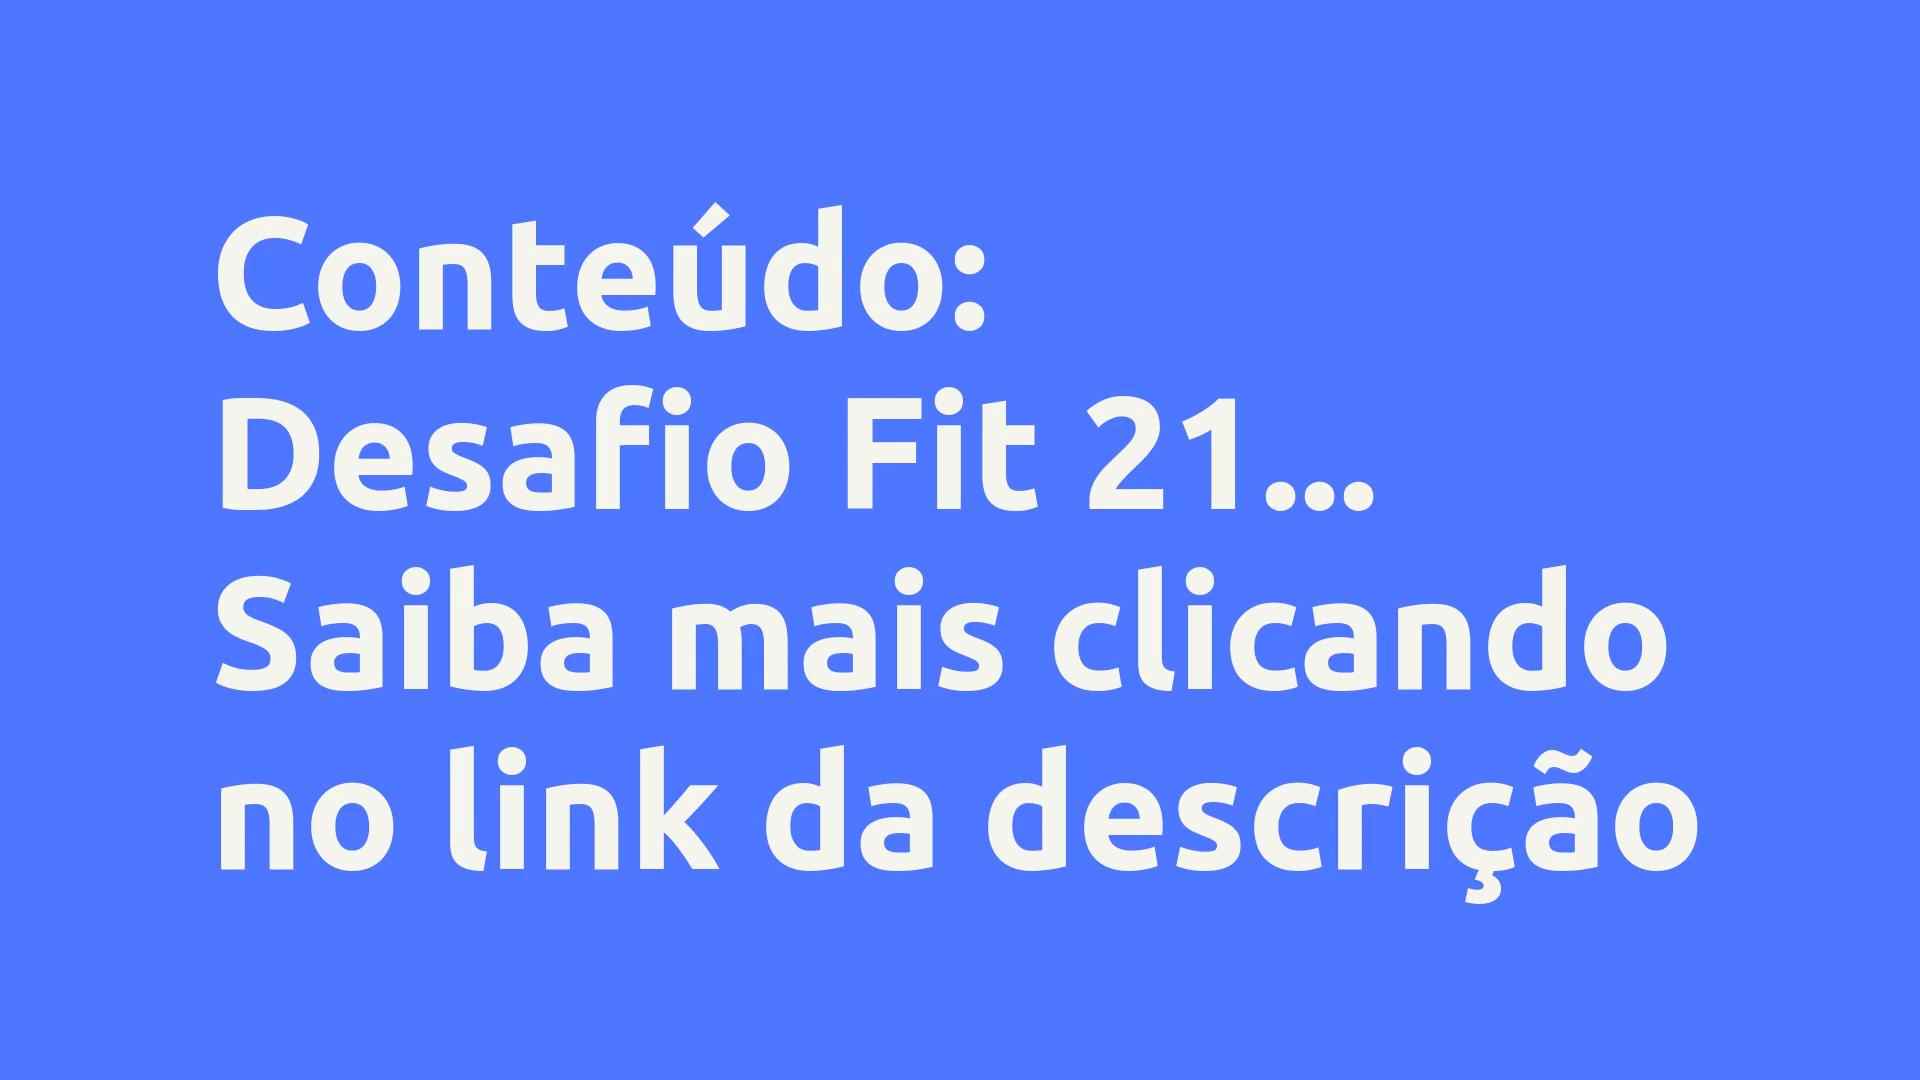 Conteúdo:
Desafio Fit 21...
Saiba mais clicando
no link da descrição